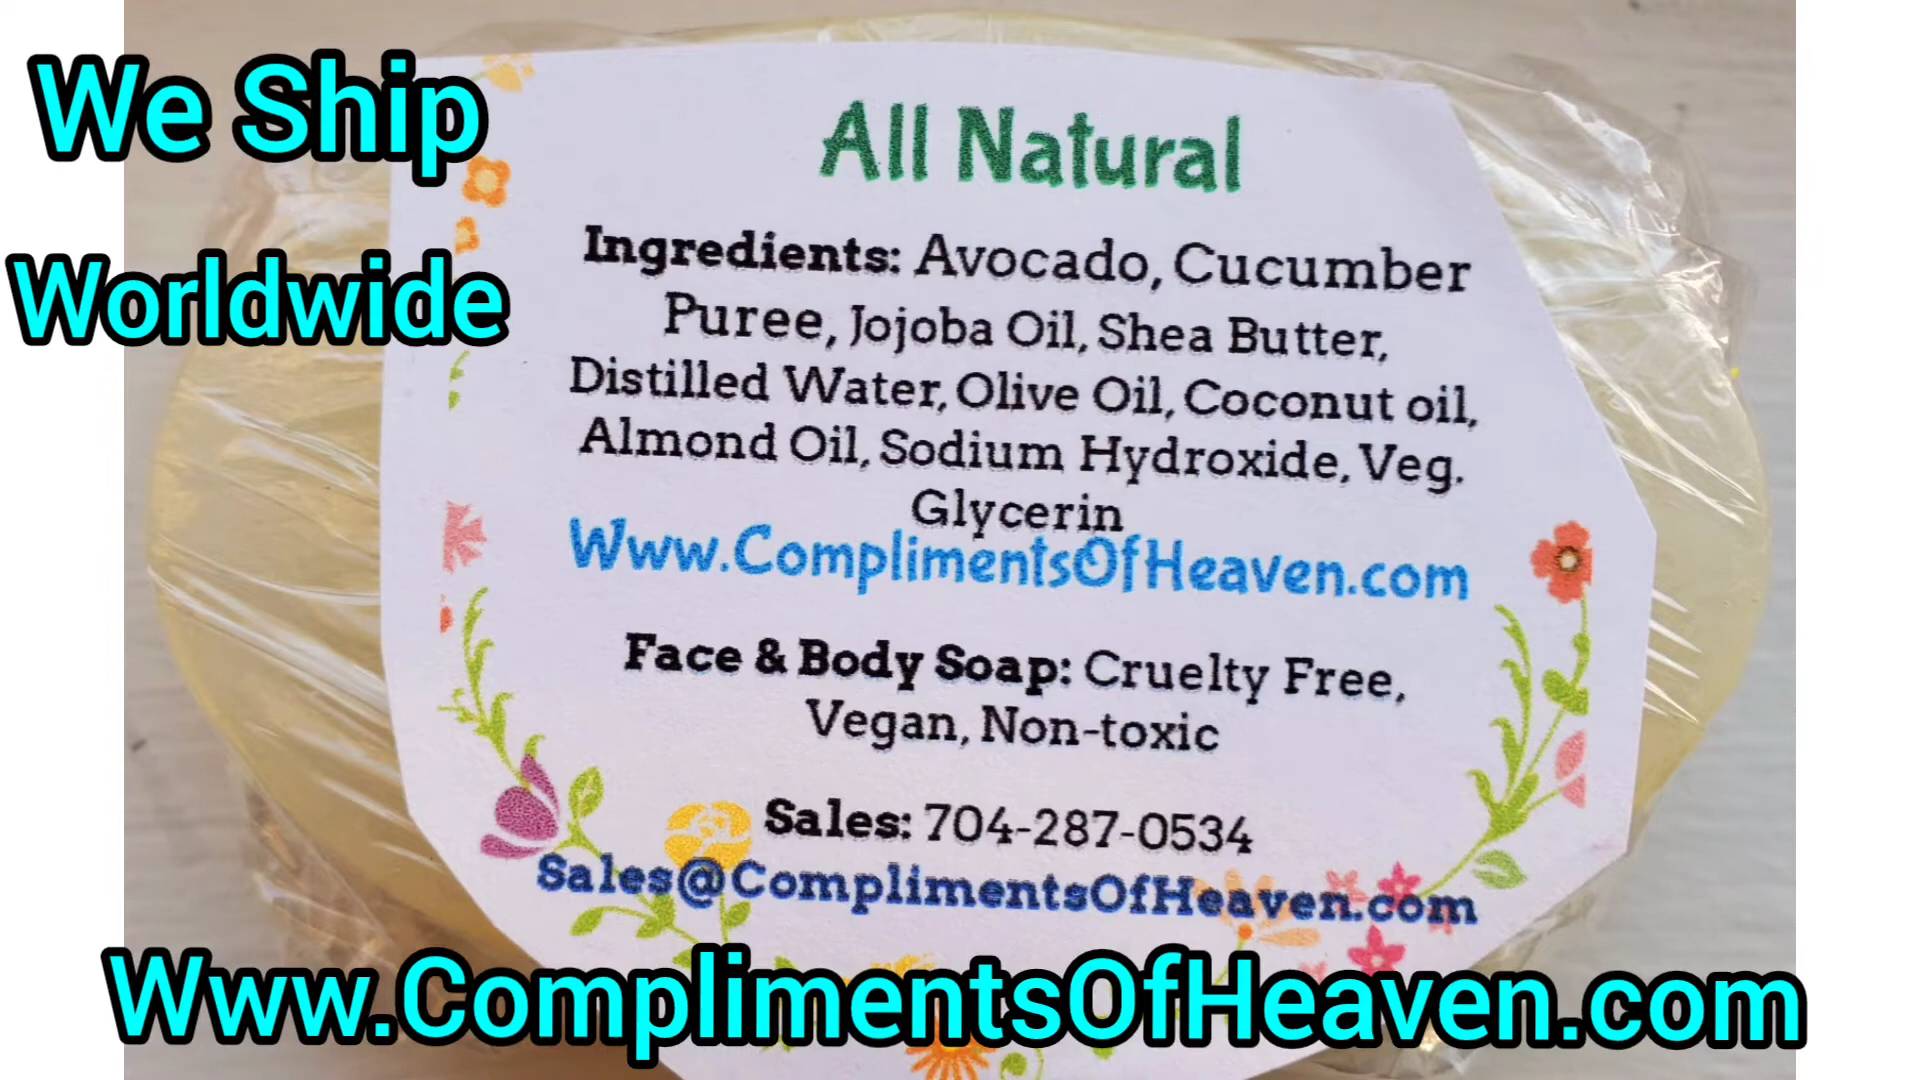 We Ship
Worldwide
All Natural
Ingredients: Avocado, Cucumber
Puree, Jojoba Oil, Shea Butter,
Distilled Water, Olive Oil, Coconut oil,
Almond Oil, Sodium Hydroxide, Veg.
Glycerin
Www.ComplimentsOfHeaven.com
Face & Body Soap: Cruelty Free,
Vegan, Non-toxic
Sales: 704-287-0534
Sales@ComplimentsOfHeaven.com
Www.ComplimentsOfHeaven.com